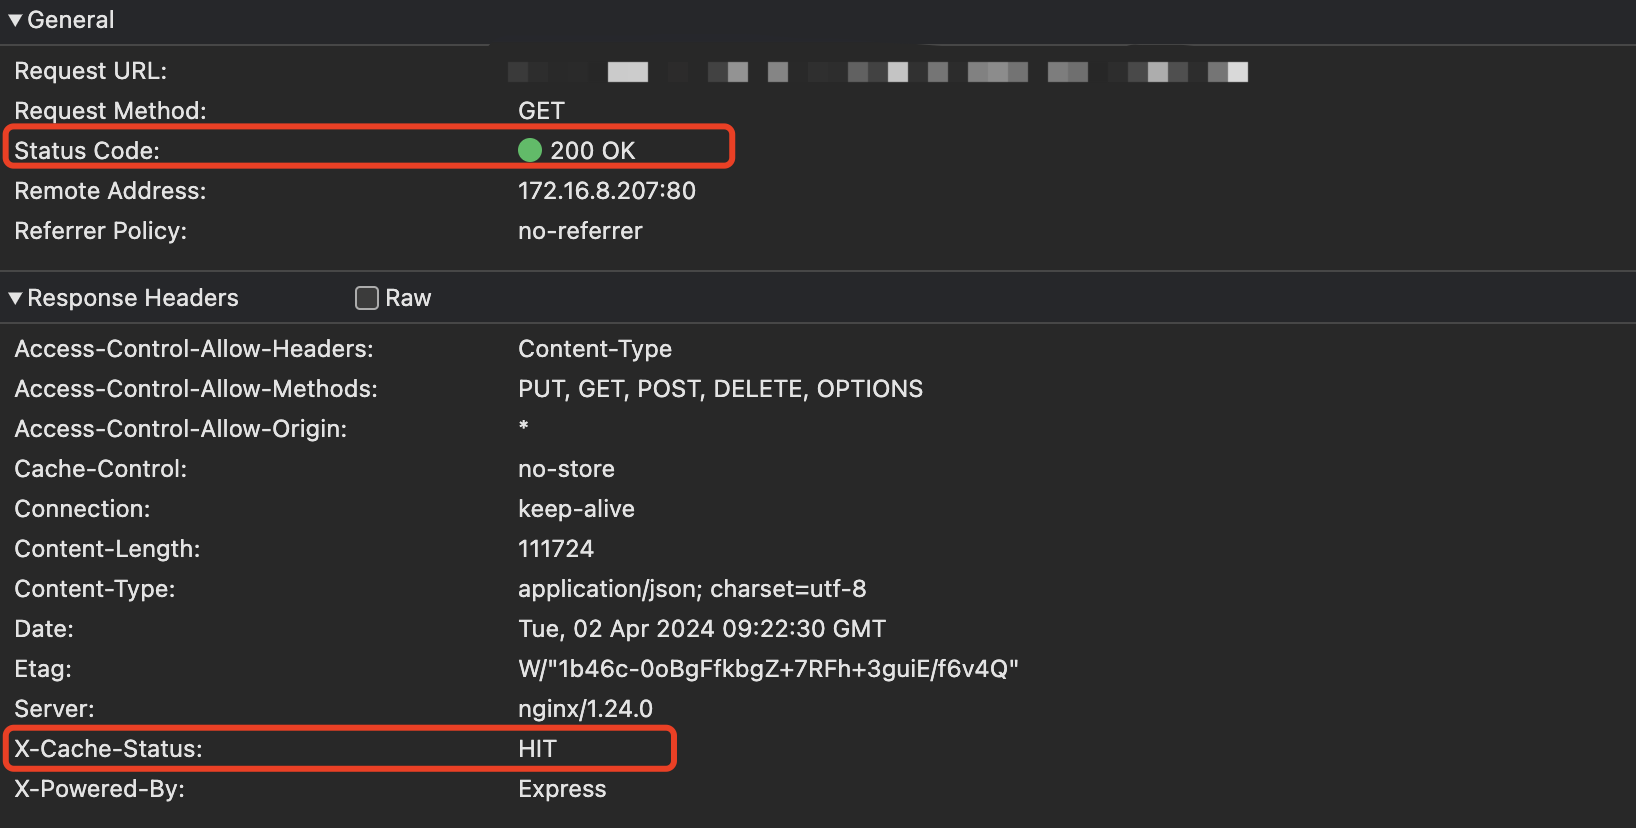 General
Request URL:
Request Method: GET
Status Code: 200 OK
Remote Address: 172.16.8.207:80
Referrer Policy: no-referrer
Response Headers Raw
Access-Control-Allow-Headers: Content-Type
Access-Control-Allow-Methods: PUT, GET, POST, DELETE, OPTIONS
Access-Control-Allow-Origin: *
Cache-Control: no-store
Connection: keep-alive
Content-Length: 111724
Content-Type: application/json; charset=utf-8
Date: Tue, 02 Apr 2024 09:22:30 GMT
Etag: W/"1b46c-0oBgFfkbgZ+7RFh+3guiE/f6v4Q"
Server: nginx/1.24.0
X-Cache-Status: HIT
X-Powered-By: Express